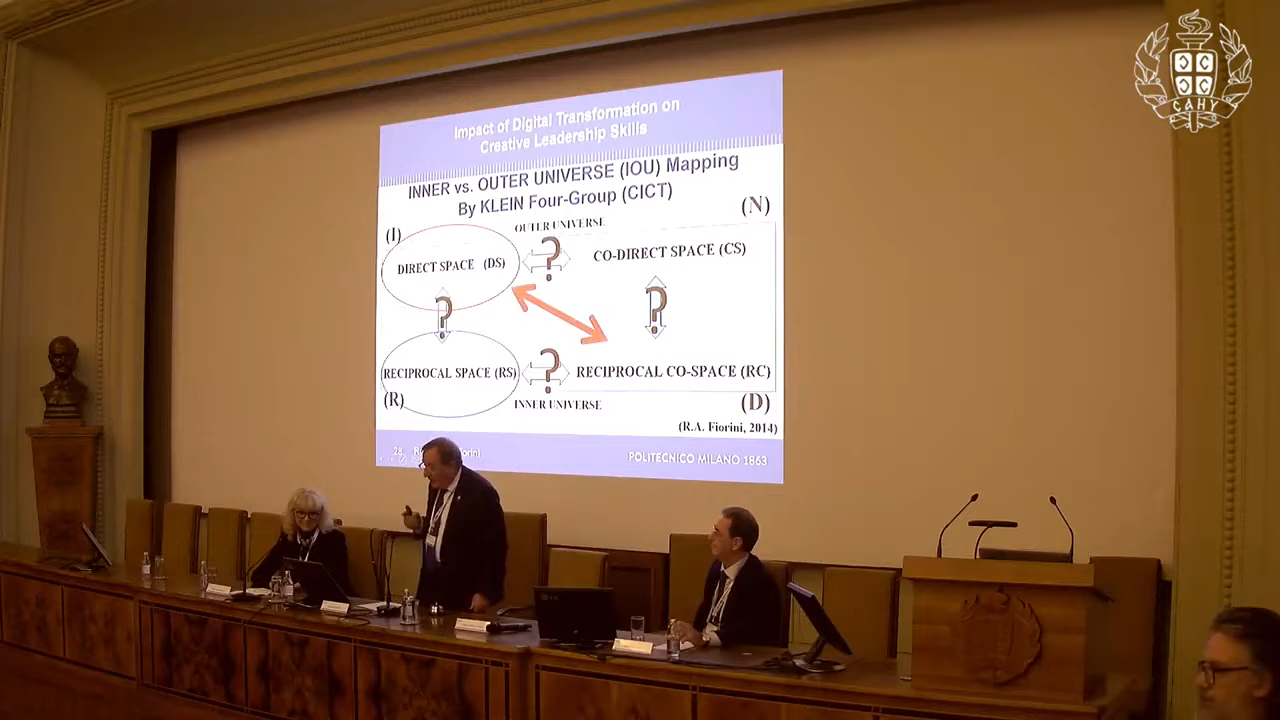 Impact of Digital Transformation on
Creative Leadership Skills
INNER vs. OUTER UNIVERSE (IOU) Mapping
By KLEIN Four-Group (CICT)
(N)
OUTER UNIVERSE
(I)
DIRECT SPACE (DS)
?
CO-DIRECT SPACE (CS)
?
?
RECIPROCAL SPACE (RS)
?
RECIPROCAL CO-SPACE (RC)
(R)
INNER UNIVERSE
(D)
(R.A. Fiorini, 2014)
28
POLITECNICO MILANO 1863
САНУ